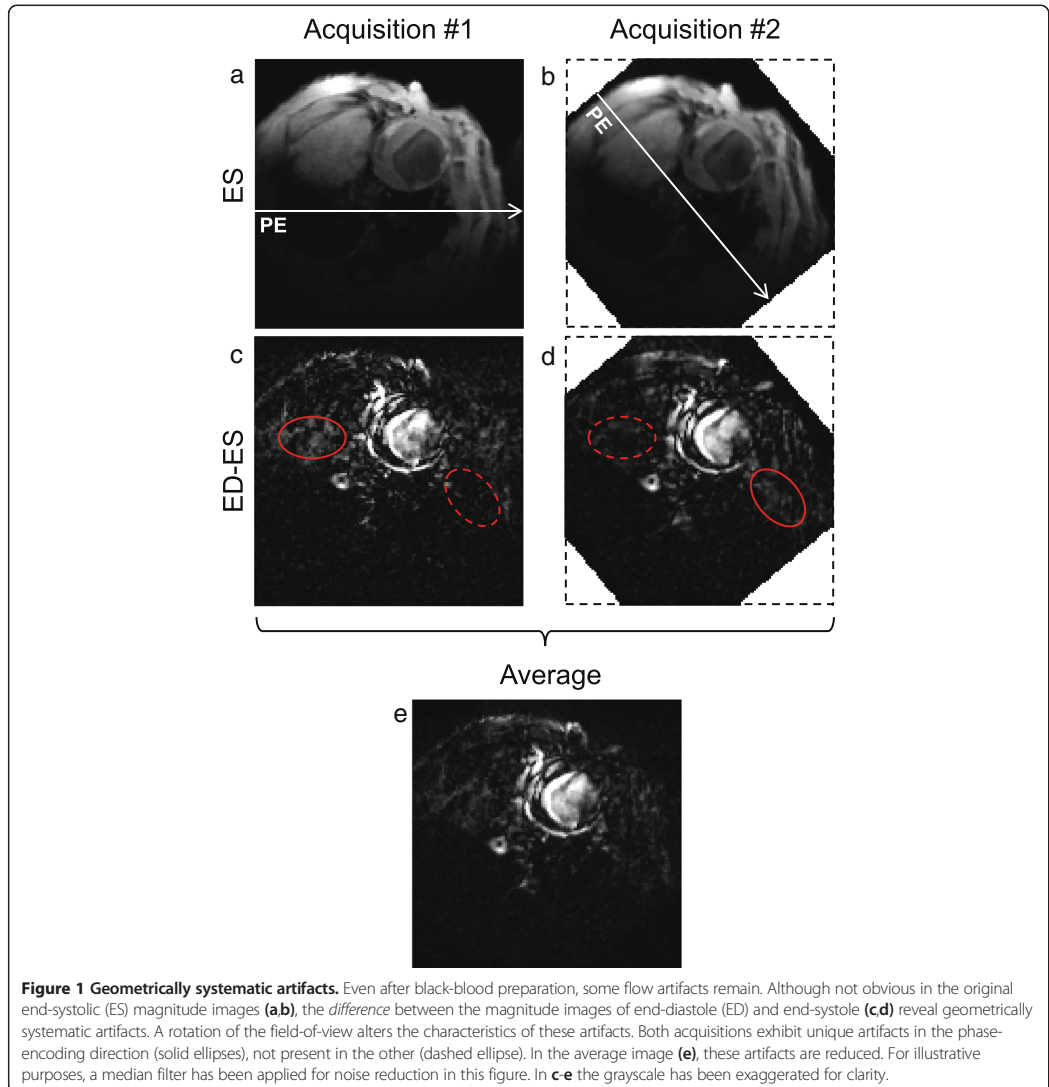 Acquisition #1
Acquisition #2
a
b
ES
PE
PE
c
d
ED-ES
Average
e
Figure 1 Geometrically systematic artifacts. Even after black-blood preparation, some flow artifacts remain. Although not obvious in the original
end-systolic (ES) magnitude images (a,b), the difference between the magnitude images of end-diastole (ED) and end-systole (c,d) reveal geometrically
systematic artifacts. A rotation of the field-of-view alters the characteristics of these artifacts. Both acquisitions exhibit unique artifacts in the phase-
encoding direction (solid ellipses), not present in the other (dashed ellipse). In the average image (e), these artifacts are reduced. For illustrative
purposes, a median filter has been applied for noise reduction in this figure. In c-e the grayscale has been exaggerated for clarity.